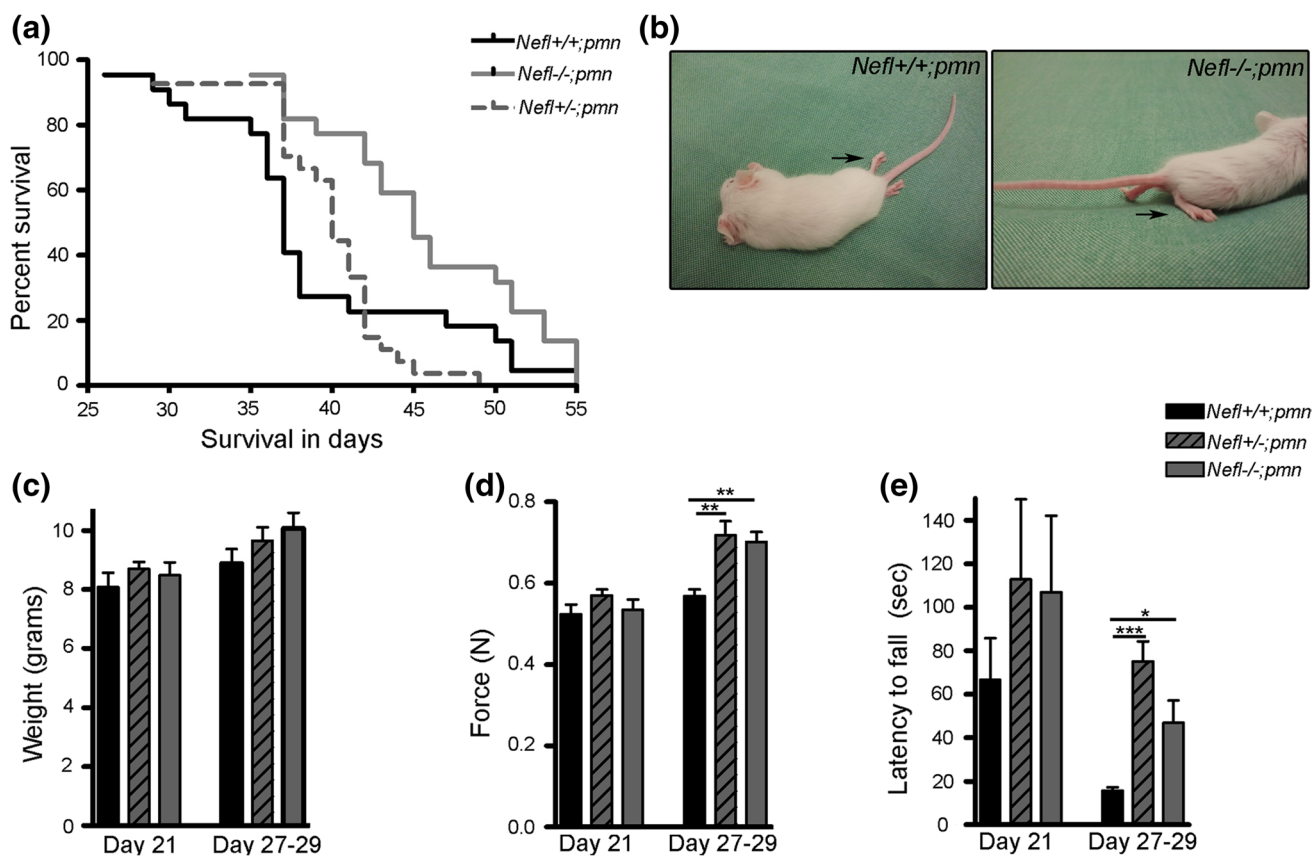 (a)
Nefl+/+;pmn
Nefl-/-;pmn
Nefl+/-;pmn
Percent survival
100
80
60
40
20
0
25 30 35 40 45 50 55
Survival in days
(b)
Nefl+/+;pmn
Nefl-/-;pmn
Nefl+/+;pmn
Nefl+/-;pmn
Nefl-/-;pmn
(c)
Weight (grams)
10
8
6
4
2
0
Day 21 Day 27-29
(d)
Force (N)
0.8
0.6
0.4
0.2
0.0
**
**
Day 21 Day 27-29
(e)
Latency to fall (sec)
140
120
100
80
60
40
20
0
*
***
Day 21 Day 27-29